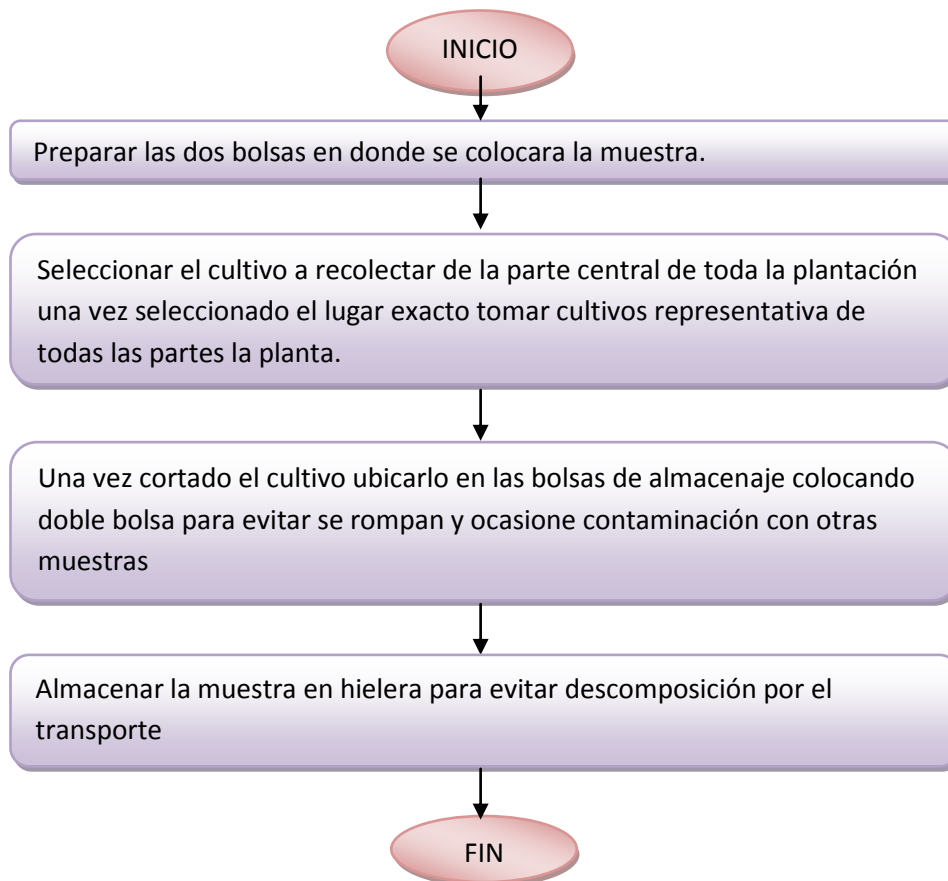 INICIO
Preparar las dos bolsas en donde se colocara la muestra.
Seleccionar el cultivo a recolectar de la parte central de toda la plantación
una vez seleccionado el lugar exacto tomar cultivos representativa de
todas las partes la planta.
Una vez cortado el cultivo ubicarlo en las bolsas de almacenaje colocando
doble bolsa para evitar se rompan y ocasione contaminación con otras
muestras
Almacenar la muestra en hielera para evitar descomposición por el
transporte
FIN